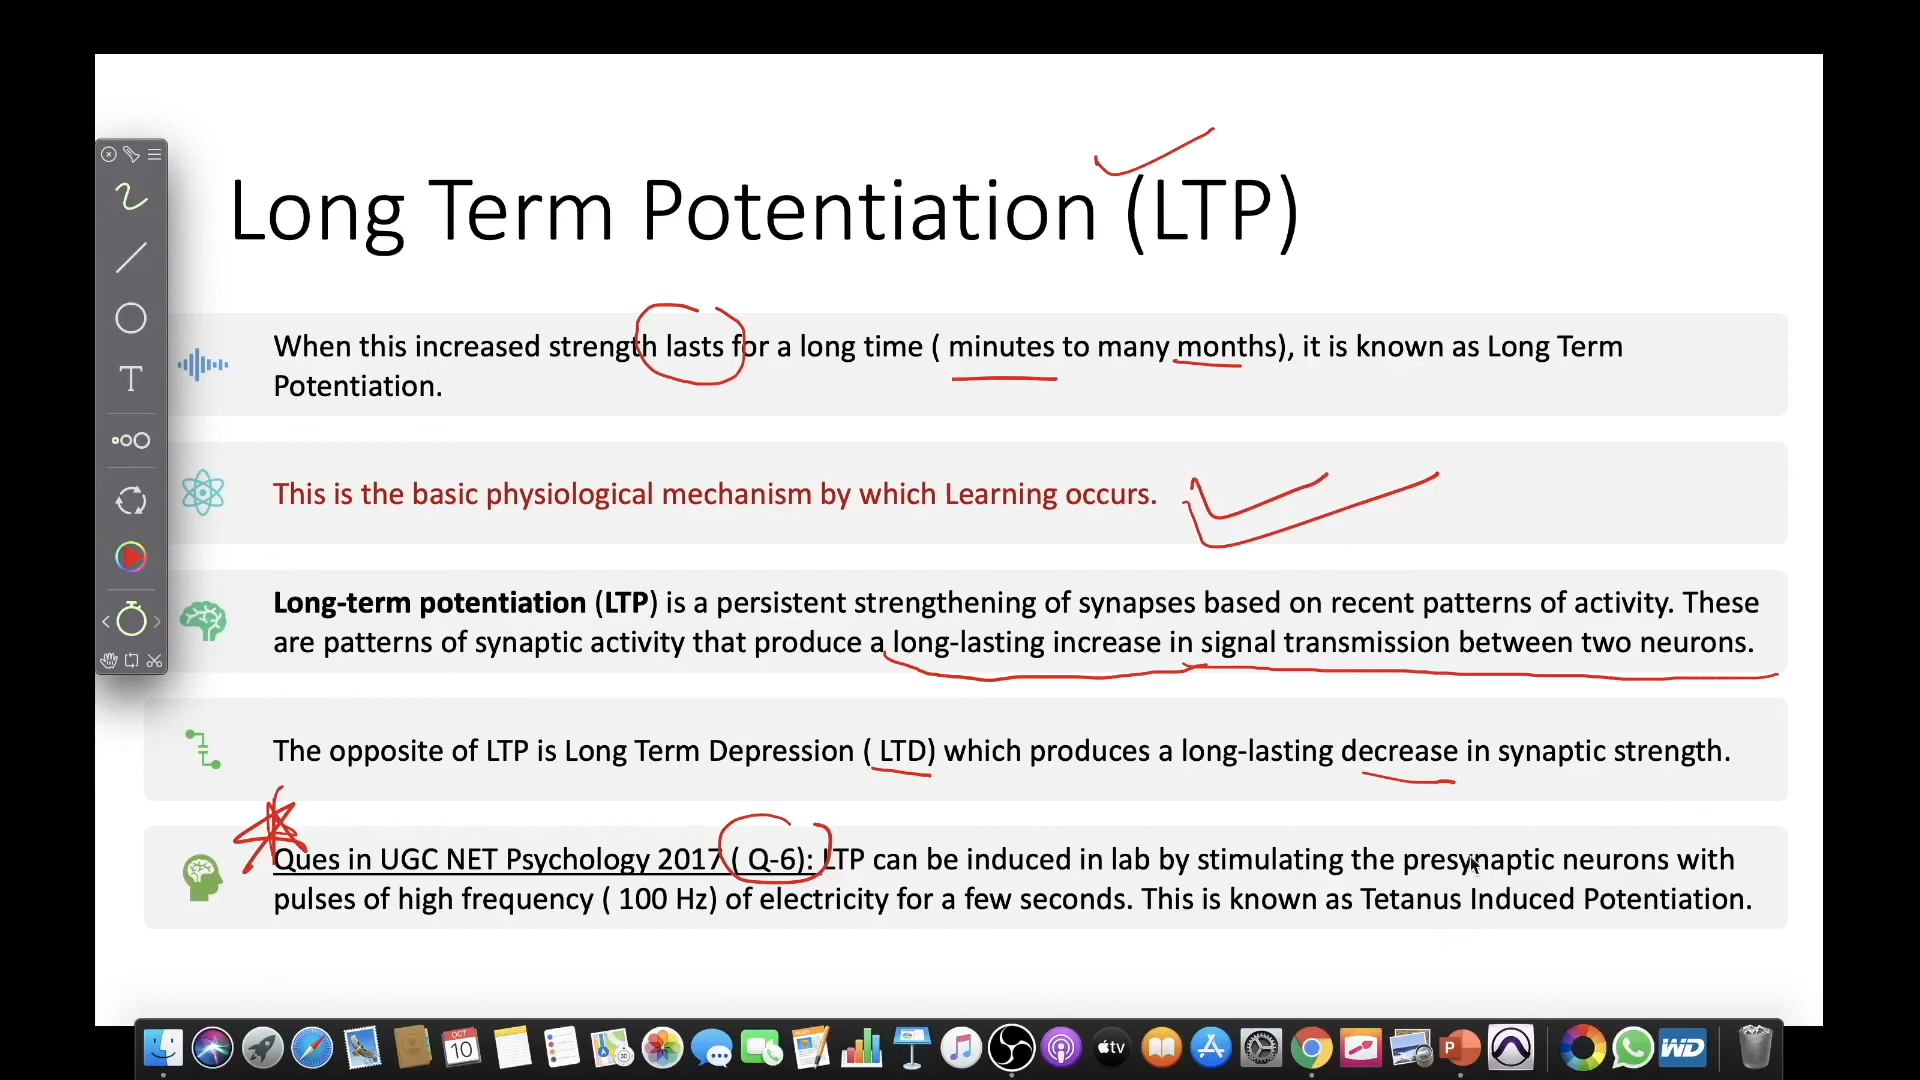 Long Term Potentiation (LTP)
When this increased strength lasts for a long time ( minutes to many months), it is known as Long Term
Potentiation.
This is the basic physiological mechanism by which Learning occurs.
Long-term potentiation (LTP) is a persistent strengthening of synapses based on recent patterns of activity. These
are patterns of synaptic activity that produce a long-lasting increase in signal transmission between two neurons.
The opposite of LTP is Long Term Depression ( LTD) which produces a long-lasting decrease in synaptic strength.
Ques in UGC NET Psychology 2017 ( Q-6): LTP can be induced in lab by stimulating the presynaptic neurons with
pulses of high frequency ( 100 Hz) of electricity for a few seconds. This is known as Tetanus Induced Potentiation.
T
OCT
10
3D
tv
P
WD